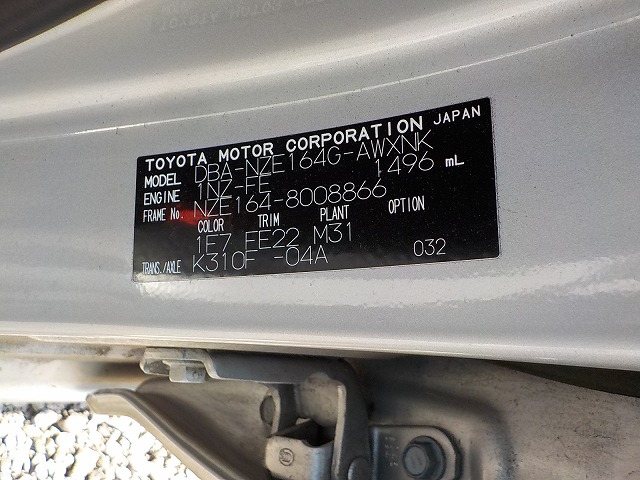 TOYOTA MOTOR CORPORATION JAPAN
MODEL DBA-NZE164G-AWXNK
ENGINE 1NZ-FE 1496 mL
FRAME No. NZE164-8008866
COLOR TRIM PLANT OPTION
1E7 FE22 M31
TRANS./AXLE K310F -04A 032